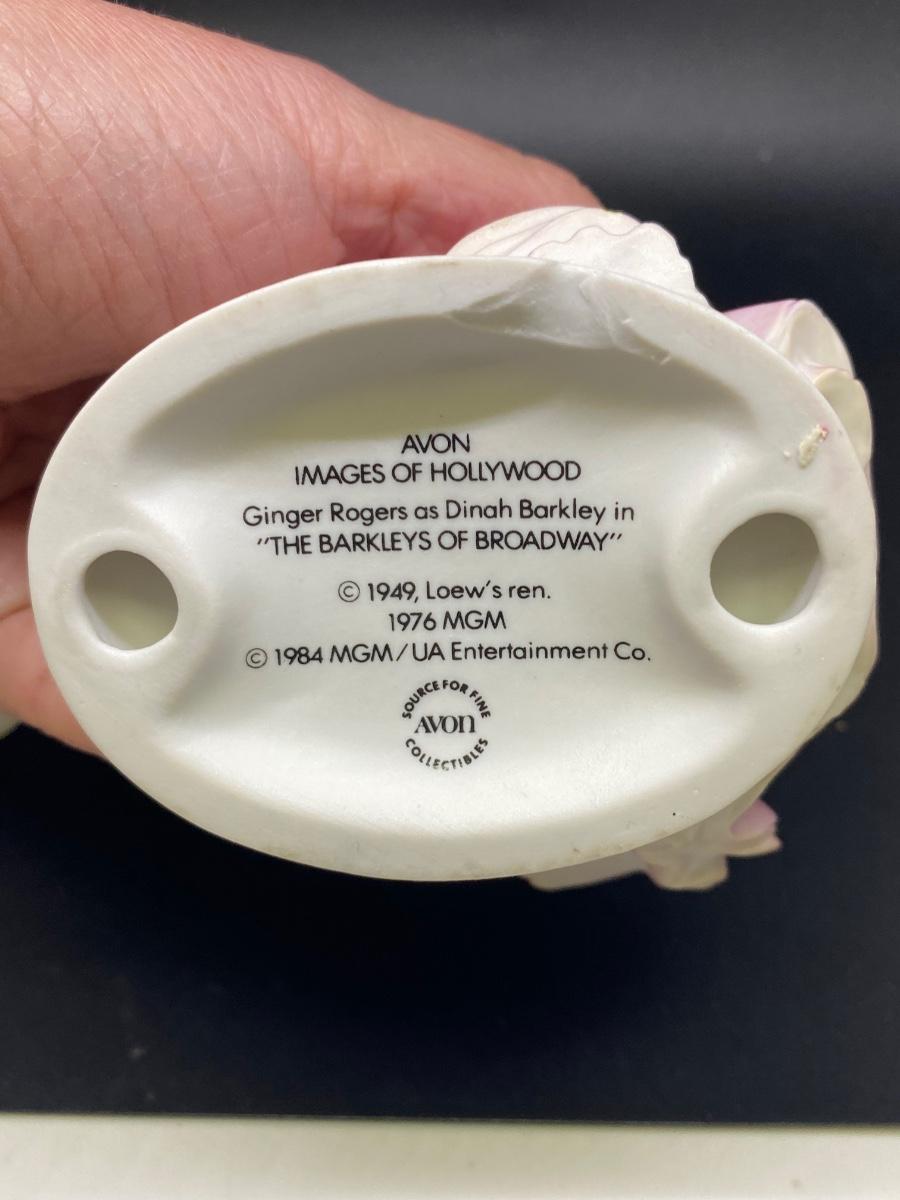 AVON
IMAGES OF HOLLYWOOD
Ginger Rogers as Dinah Barkley in
"THE BARKLEYS OF BROADWAY"
© 1949, Loew's ren.
1976 MGM
© 1984 MGM/UA Entertainment Co.
SOURCE FOR FINE
AVON
COLLECTIBLES